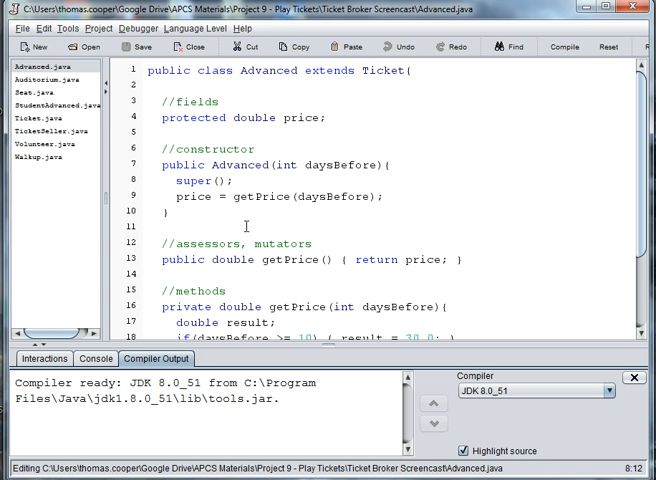 C:\Users\thomas.cooper\Google Drive\APCS Materials\Project 9 - Play Tickets\Ticket Broker Screencast\Advanced.java
File Edit Tools Project Debugger Language Level Help
New Open Save Close Cut Copy Paste Undo Redo Find Compile Reset
Advanced.java
Auditorium.java
Seat.java
StudentAdvanced.java
Ticket.java
TicketSeller.java
Volunteer.java
Walkup.java
1 public class Advanced extends Ticket{
2
3 //fields
4 protected double price;
5
6 //constructor
7 public Advanced(int daysBefore){
8 super();
9 price = getPrice(daysBefore);
10 }
11
12 //assessors, mutators
13 public double getPrice() { return price; }
14
15 //methods
16 private double getPrice(int daysBefore){
17 double result;
18 if(daysBefore >= 10) { result = 30.0; }
Interactions Console Compiler Output
Compiler ready: JDK 8.0_51 from C:\Program
Files\Java\jdk1.8.0_51\lib\tools.jar.
Compiler
JDK 8.0_51
Highlight source
Editing C:\Users\thomas.cooper\Google Drive\APCS Materials\Project 9 - Play Tickets\Ticket Broker Screencast\Advanced.java 8:12